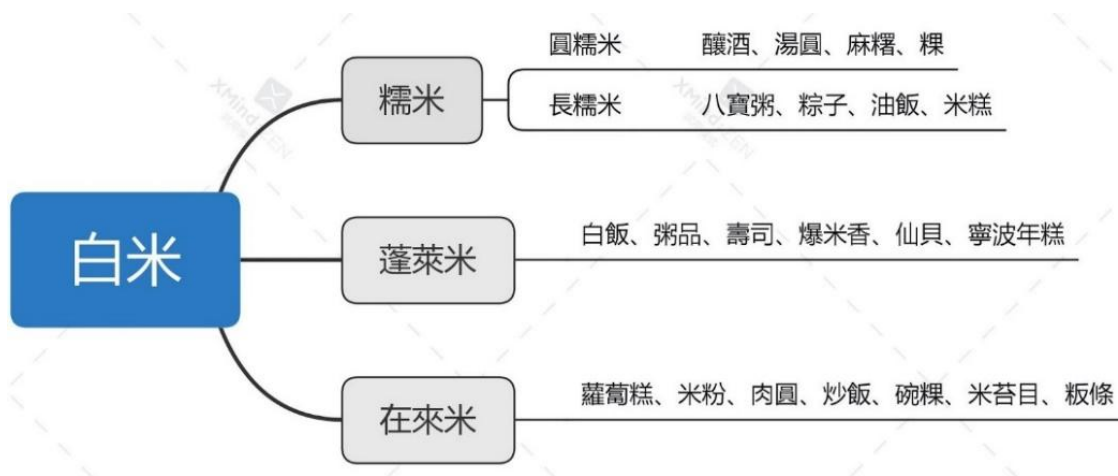 圓糯米 釀酒、湯圓、麻糬、粿
糯米
長糯米 八寶粥、粽子、油飯、米糕
白米
蓬萊米
白飯、粥品、壽司、爆米香、仙貝、寧波年糕
在來米
蘿蔔糕、米粉、肉圓、炒飯、碗粿、米苔目、粄條